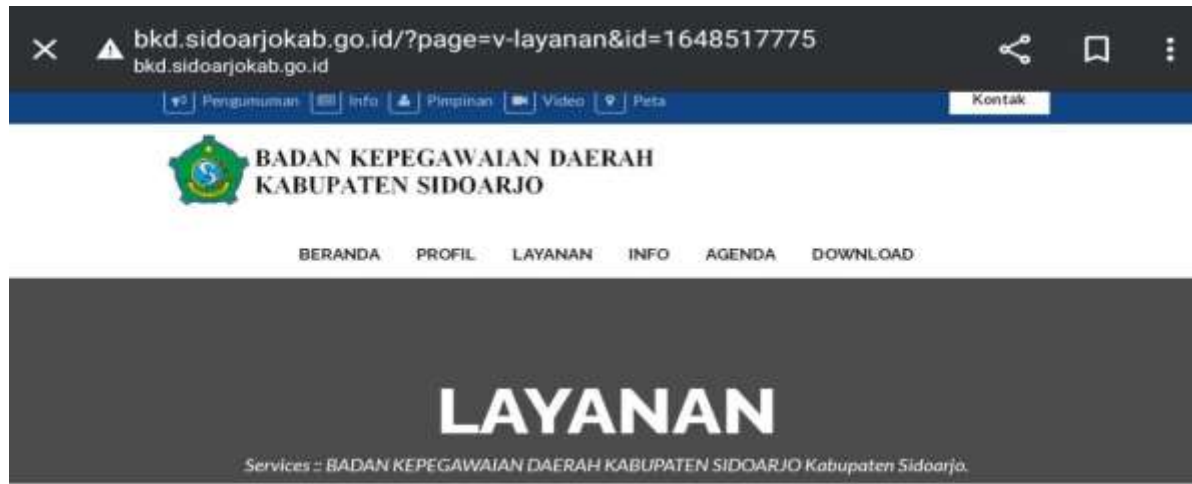 bkd.sidoarjokab.go.id/?page=v-layanan&id=1648517775
bkd.sidoarjokab.go.id
Pengumuman Info Pimpinan Video Peta Kontak
BADAN KEPEGAWAIAN DAERAH
KABUPATEN SIDOARJO
BERANDA PROFIL LAYANAN INFO AGENDA DOWNLOAD
LAYANAN
Services :: BADAN KEPEGAWAIAN DAERAH KABUPATEN SIDOARJO Kabupaten Sidoarjo.